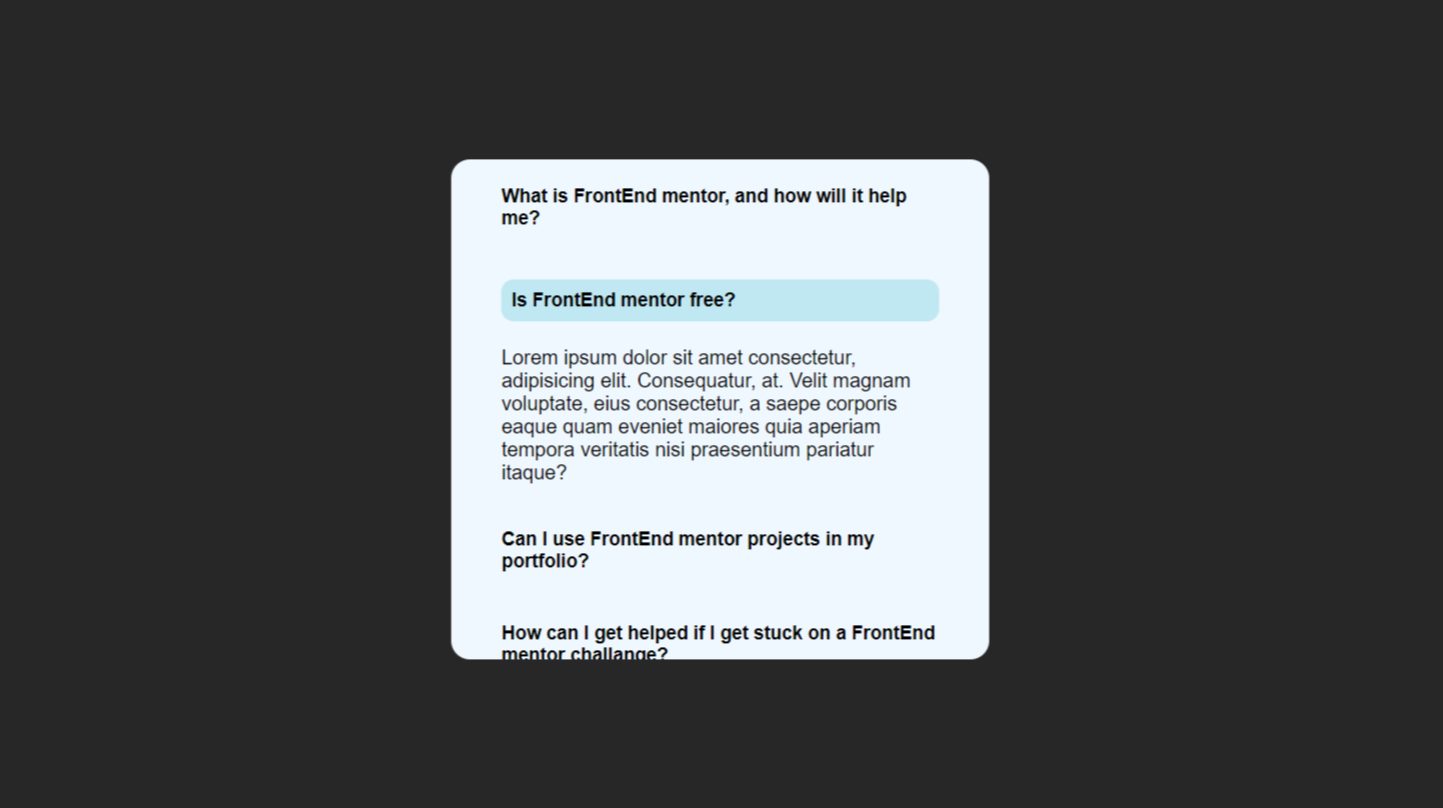 What is FrontEnd mentor, and how will it help
me?
Is FrontEnd mentor free?
Lorem ipsum dolor sit amet consectetur,
adipisicing elit. Consequatur, at. Velit magnam
voluptate, eius consectetur, a saepe corporis
eaque quam eveniet maiores quia aperiam
tempora veritatis nisi praesentium pariatur
itaque?
Can I use FrontEnd mentor projects in my
portfolio?
How can I get helped if I get stuck on a FrontEnd
mentor challange?